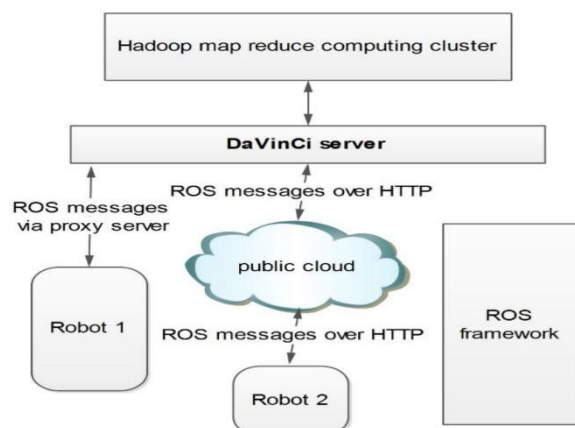 Hadoop map reduce computing cluster
DaVinCi server
ROS messages
via proxy server
ROS messages over HTTP
public cloud
Robot 1
ROS messages over HTTP
Robot 2
ROS
framework